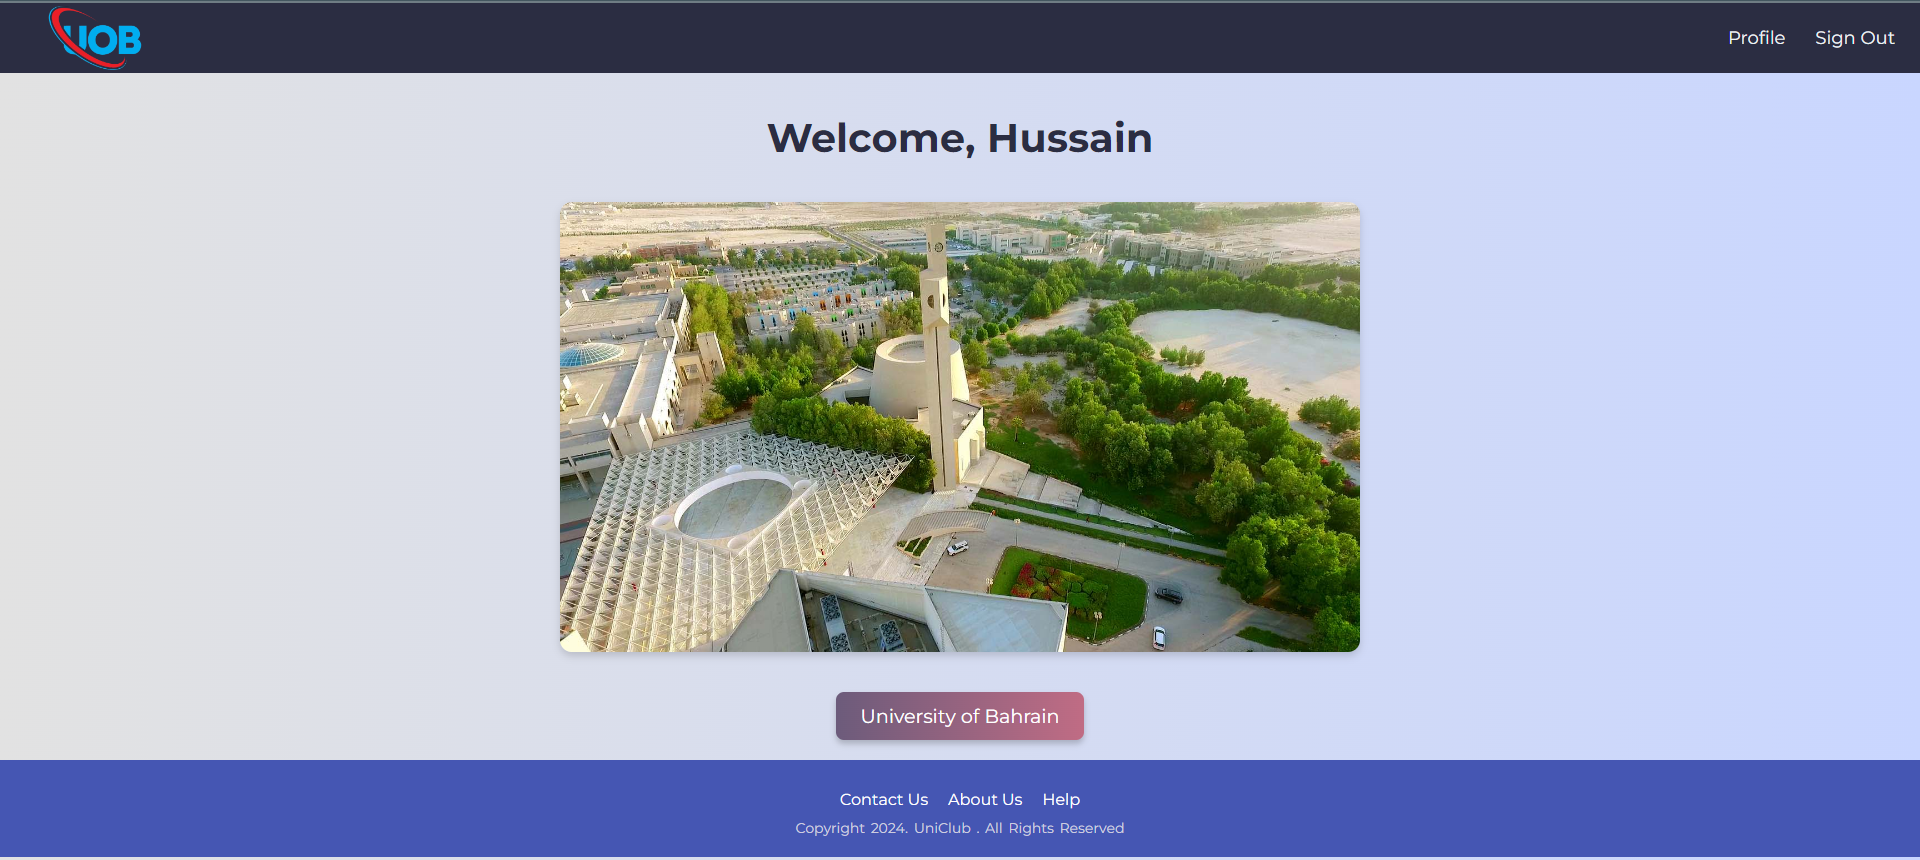 UOB
Profile
Sign Out
Welcome, Hussain
University of Bahrain
Contact Us
About Us
Help
Copyright 2024. UniClub . All Rights Reserved